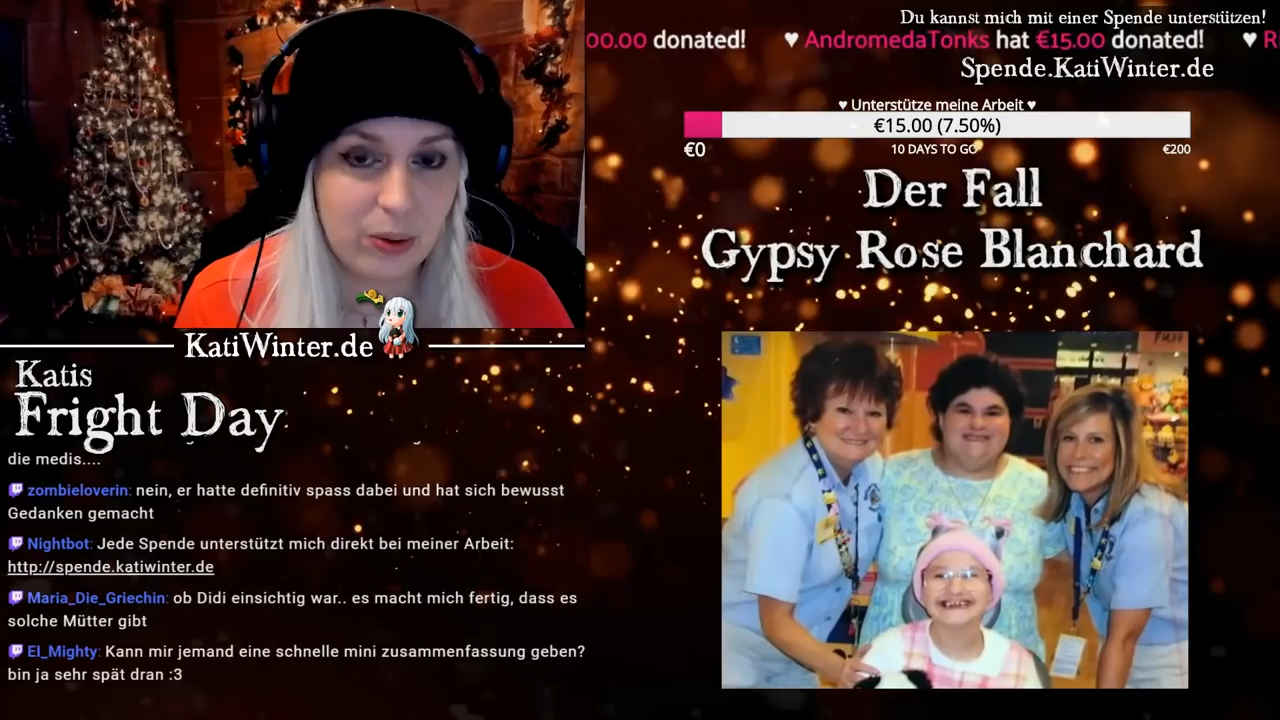 Du kannst mich mit einer Spende unterstützen!
00.00 donated! ♥ AndromedaTonks hat €15.00 donated! ♥ R
Spende.KatiWinter.de
♥ Unterstütze meine Arbeit ♥
€15.00 (7.50%)
€0 10 DAYS TO GO €200
Der Fall
Gypsy Rose Blanchard
KatiWinter.de
Katis
Fright Day
die medis....
zombieloverin: nein, er hatte definitiv spass dabei und hat sich bewusst
Gedanken gemacht
Nightbot: Jede Spende unterstützt mich direkt bei meiner Arbeit:
http://spende.katiwinter.de
Maria_Die_Griechin: ob Didi einsichtig war.. es macht mich fertig, dass es
solche Mütter gibt
El_Mighty: Kann mir jemand eine schnelle mini zusammenfassung geben?
bin ja sehr spät dran :3